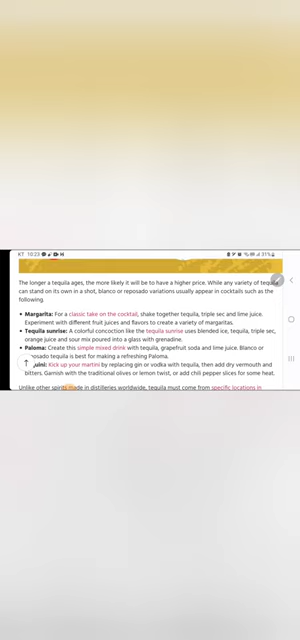 KT 10:23
31%
The longer a tequila ages, the more likely it will be to have a higher price. While any variety of tequila
can stand on its own in a shot, blanco or reposado variations usually appear in cocktails such as the
following.
• Margarita: For a classic take on the cocktail, shake together tequila, triple sec and lime juice.
Experiment with different fruit juices and flavors to create a variety of margaritas.
• Tequila sunrise: A colorful concoction like the tequila sunrise uses blended ice, tequila, triple sec,
orange juice and sour mix poured into a glass with grenadine.
• Paloma: Create this simple mixed drink with tequila, grapefruit soda and lime juice. Blanco or
posado tequila is best for making a refreshing Paloma.
quini: Kick up your martini by replacing gin or vodka with tequila, then add dry vermouth and
bitters. Garnish with the traditional olives or lemon twist, or add chili pepper slices for some heat.
Unlike other spirits made in distilleries worldwide, tequila must come from specific locations in